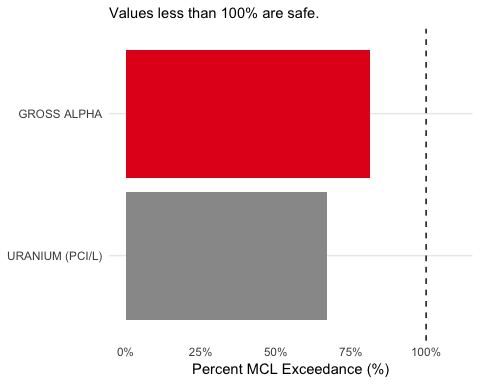 Values less than 100% are safe.
GROSS ALPHA
URANIUM (PCI/L)
0% 25% 50% 75% 100%
Percent MCL Exceedance (%)